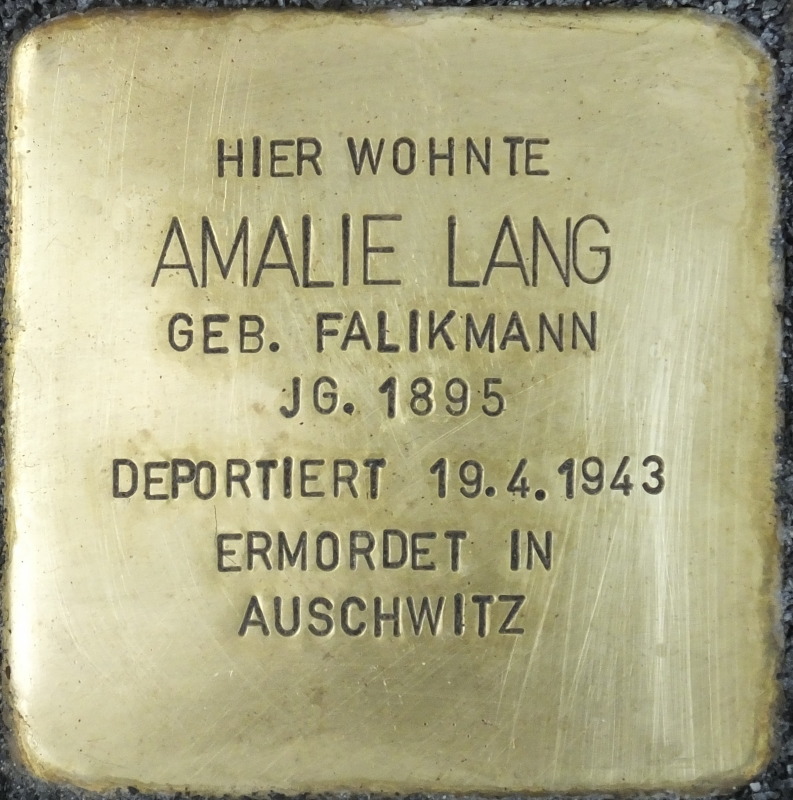 HIER WOHNTE
AMALIE LANG
GEB. FALIKMANN
JG. 1895
DEPORTIERT 19.4.1943
ERMORDET IN
AUSCHWITZ